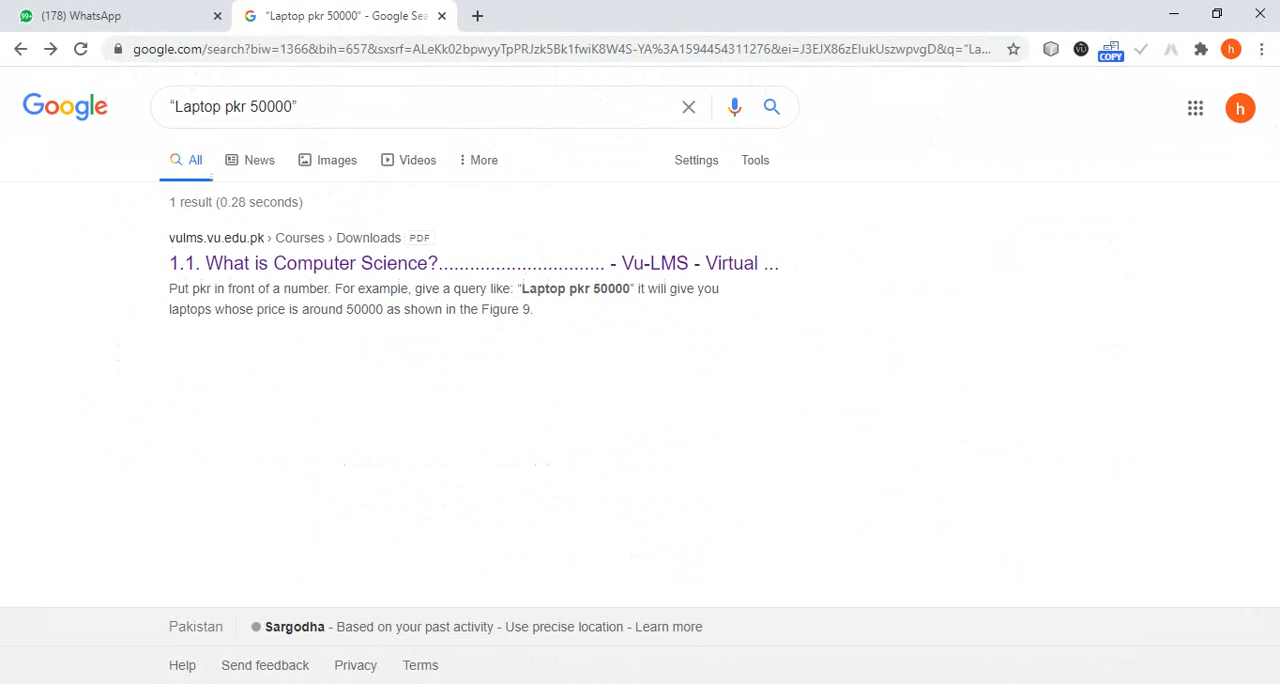 (178) WhatsApp
"Laptop pkr 50000" - Google Sea
google.com/search?biw=1366&bih=657&sxsrf=ALeKk02bpwyyTpPRJzk5Bk1fwiK8W4S-YA%3A1594454311276&ei=J3EJX86zEIukUszwpvgD&q="La...
COPY
h
Google
“Laptop pkr 50000”
h
All
News
Images
Videos
More
Settings
Tools
1 result (0.28 seconds)
vulms.vu.edu.pk › Courses › Downloads PDF
1.1. What is Computer Science?................................ - Vu-LMS - Virtual ...
Put pkr in front of a number. For example, give a query like: “Laptop pkr 50000” it will give you
laptops whose price is around 50000 as shown in the Figure 9.
Pakistan
Sargodha - Based on your past activity - Use precise location - Learn more
Help
Send feedback
Privacy
Terms